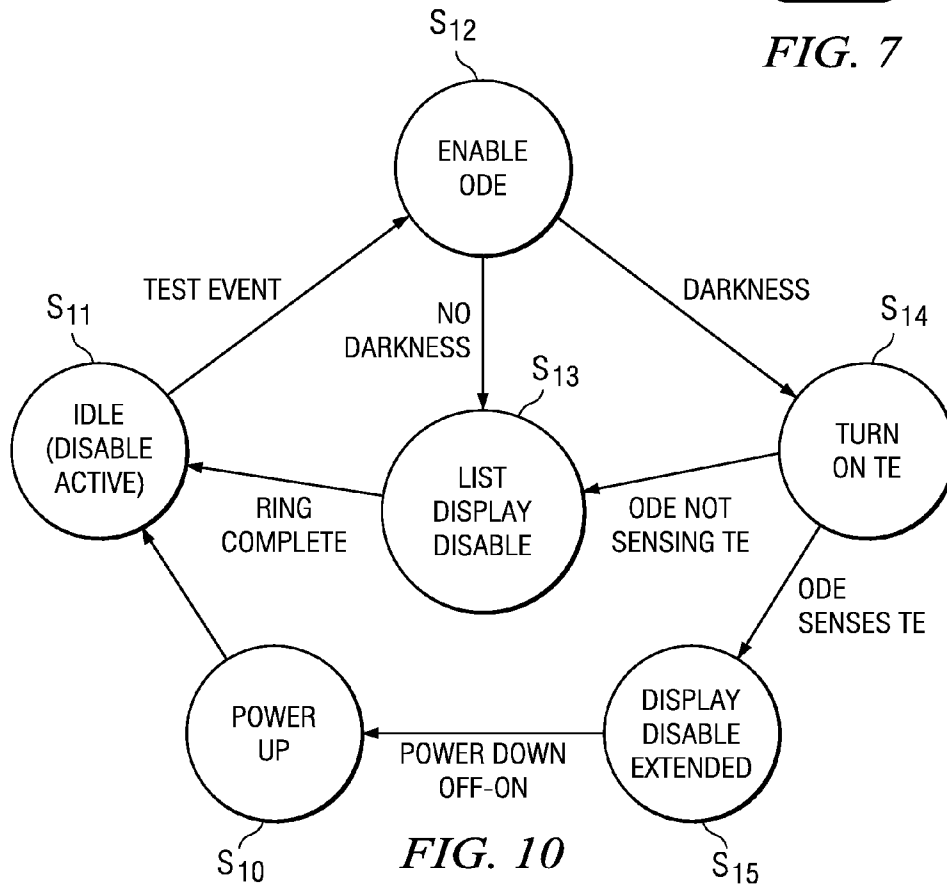 FIG. 7
S12
ENABLE
ODE
TEST EVENT
NO
DARKNESS
DARKNESS
S11
IDLE
(DISABLE
ACTIVE)
S13
LIST
DISPLAY
DISABLE
S14
TURN
ON TE
RING
COMPLETE
ODE NOT
SENSING TE
ODE
SENSES TE
POWER
UP
S10
POWER DOWN
OFF-ON
DISPLAY
DISABLE
EXTENDED
S15
FIG. 10